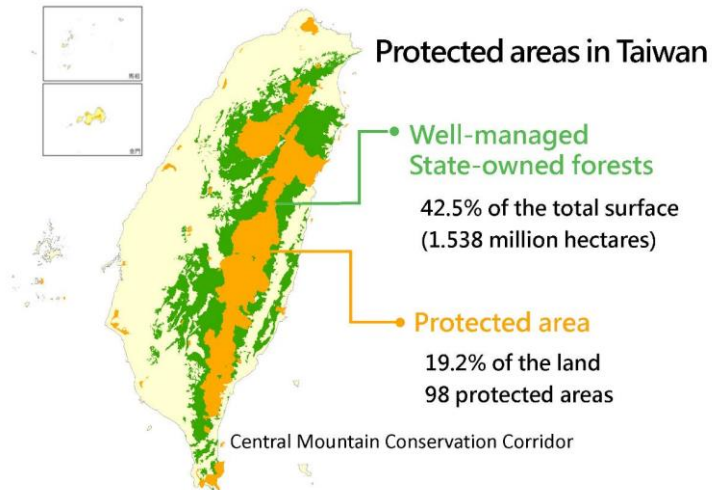 Protected areas in Taiwan
Well-managed
State-owned forests
42.5% of the total surface
(1.538 million hectares)
Protected area
19.2% of the land
98 protected areas
Central Mountain Conservation Corridor